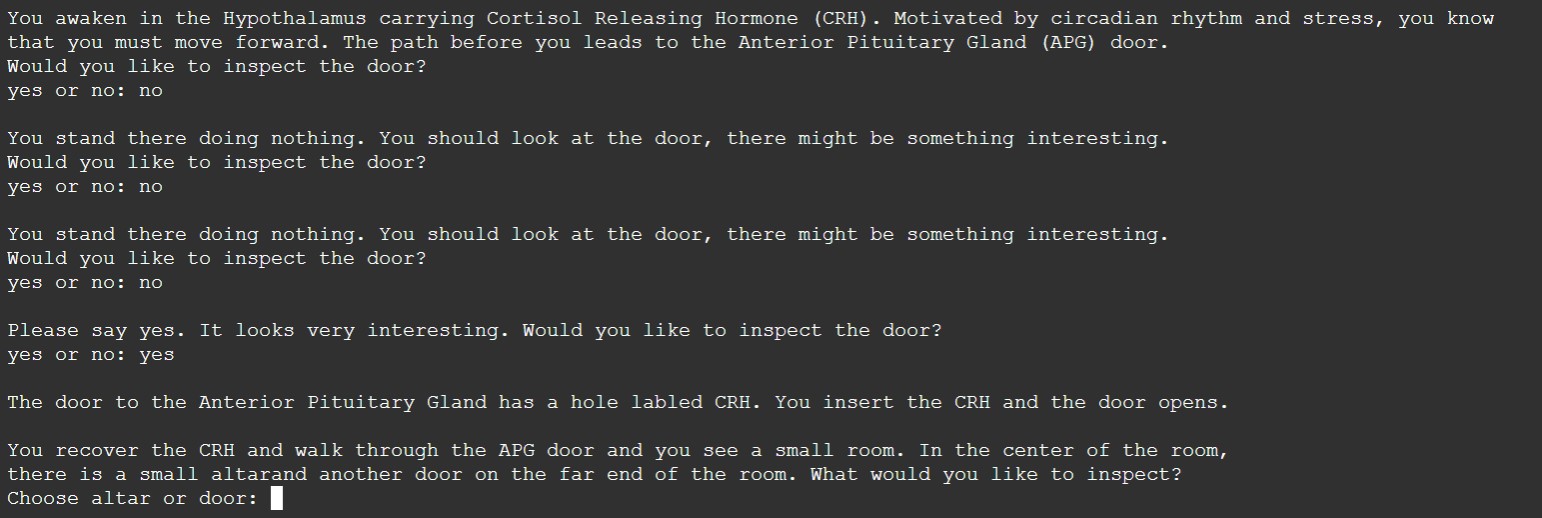 You awaken in the Hypothalamus carrying Cortisol Releasing Hormone (CRH). Motivated by circadian rhythm and stress, you know
that you must move forward. The path before you leads to the Anterior Pituitary Gland (APG) door.
Would you like to inspect the door?
yes or no: no
You stand there doing nothing. You should look at the door, there might be something interesting.
Would you like to inspect the door?
yes or no: no
You stand there doing nothing. You should look at the door, there might be something interesting.
Would you like to inspect the door?
yes or no: no
Please say yes. It looks very interesting. Would you like to inspect the door?
yes or no: yes
The door to the Anterior Pituitary Gland has a hole labled CRH. You insert the CRH and the door opens.
You recover the CRH and walk through the APG door and you see a small room. In the center of the room,
there is a small altarand another door on the far end of the room. What would you like to inspect?
Choose altar or door: